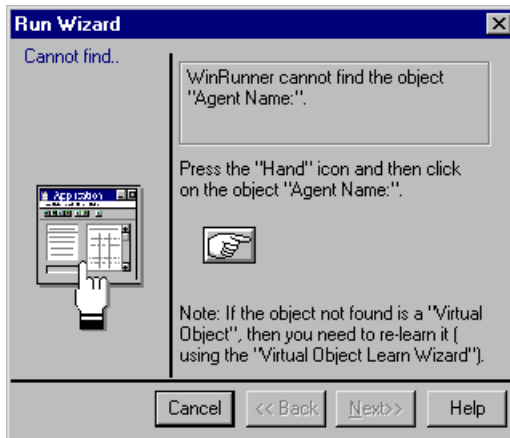 Run Wizard
Cannot find..
WinRunner cannot find the object
"Agent Name:".
Press the "Hand" icon and then click
on the object "Agent Name:".
Application
Note: If the object not found is a "Virtual
Object", then you need to re-learn it (
using the "Virtual Object Learn Wizard").
Cancel
<< Back
Next>>
Help